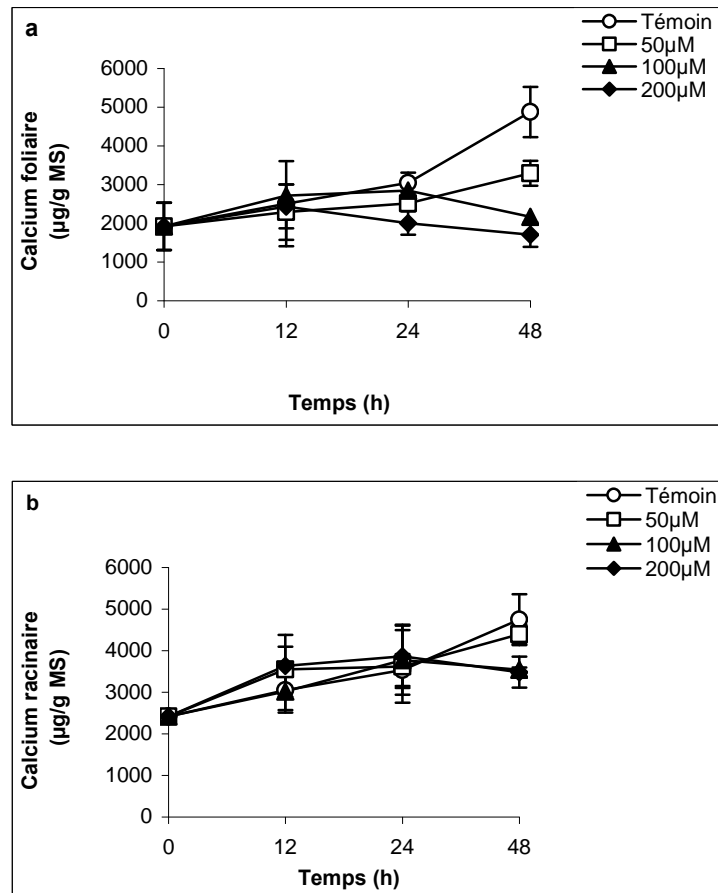 a
Témoin
50µM
100µM
200µM
6000
5000
4000
3000
2000
1000
0
Calcium foliaire
(µg/g MS)
0 12 24 48
Temps (h)
b
Témoin
50µM
100µM
200µM
6000
5000
4000
3000
2000
1000
0
Calcium racinaire
(µg/g MS)
0 12 24 48
Temps (h)